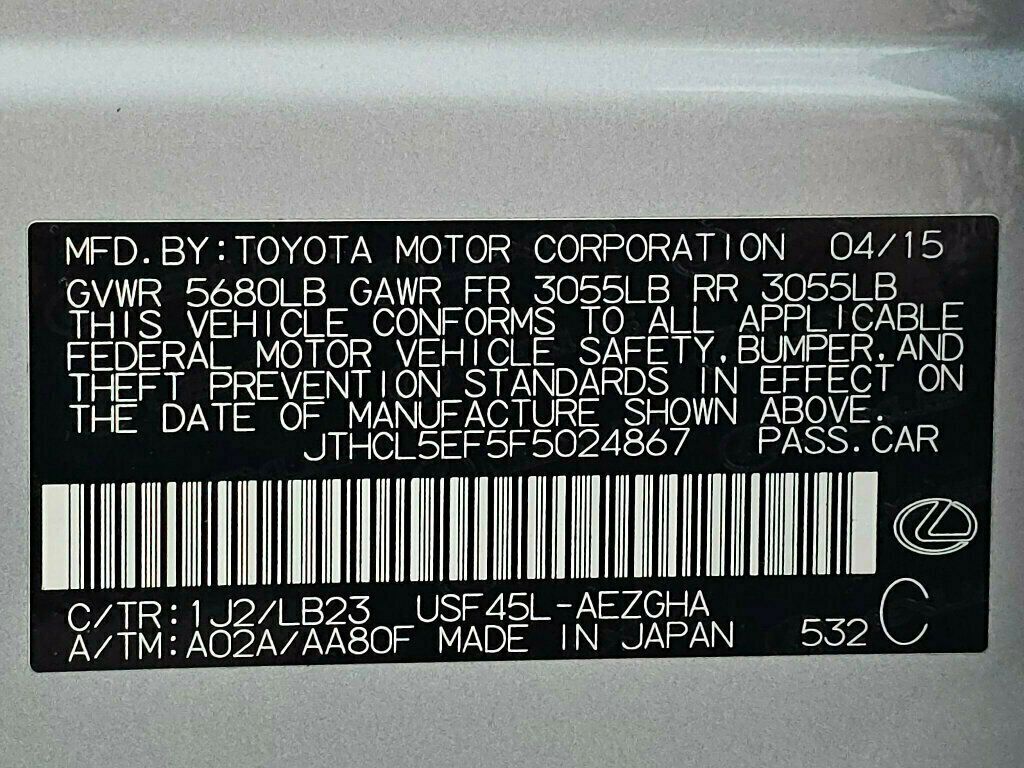 MFD. BY: TOYOTA MOTOR CORPORATION 04/15
GVWR 5680LB GAWR FR 3055LB RR 3055LB
THIS VEHICLE CONFORMS TO ALL APPLICABLE
FEDERAL MOTOR VEHICLE SAFETY, BUMPER, AND
THEFT PREVENTION STANDARDS IN EFFECT ON
THE DATE OF MANUFACTURE SHOWN ABOVE.
JTHCL5EF5F5024867 PASS. CAR
C/TR: 1J2/LB23 USF45L-AEZGHA C
A/TM: A02A/AA80F MADE IN JAPAN 532